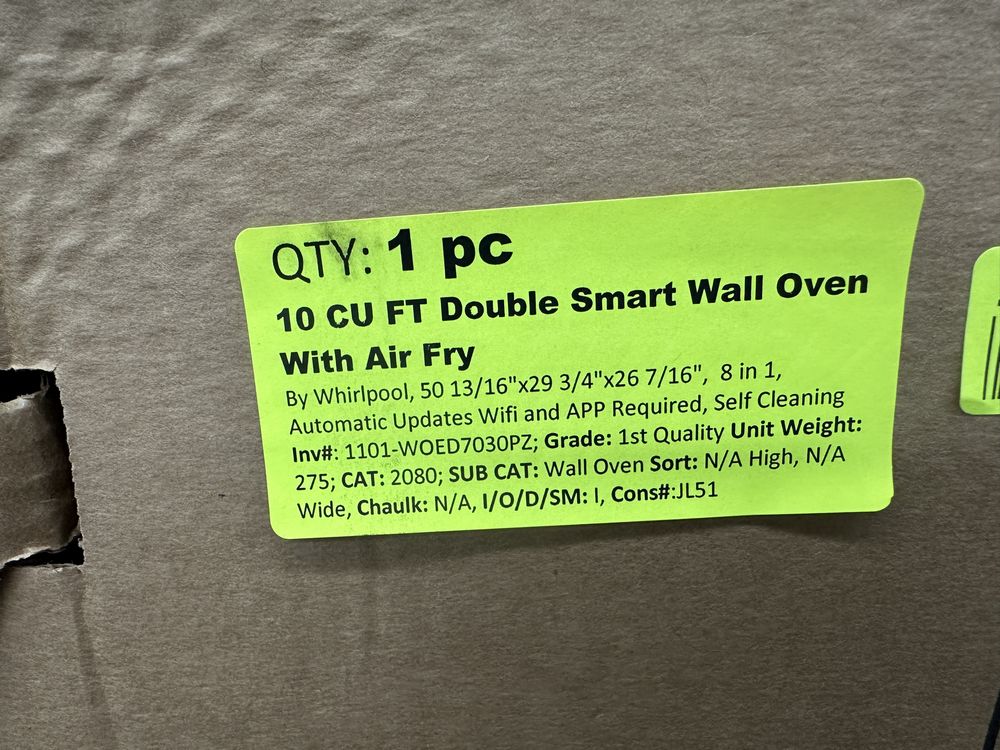 QTY: 1 pc
10 CU FT Double Smart Wall Oven
With Air Fry
By Whirlpool, 50 13/16"x29 3/4"x26 7/16", 8 in 1,
Automatic Updates Wifi and APP Required, Self Cleaning
Inv#: 1101-WOED7030PZ; Grade: 1st Quality Unit Weight:
275; CAT: 2080; SUB CAT: Wall Oven Sort: N/A High, N/A
Wide, Chaulk: N/A, I/O/D/SM: I, Cons#:JL51